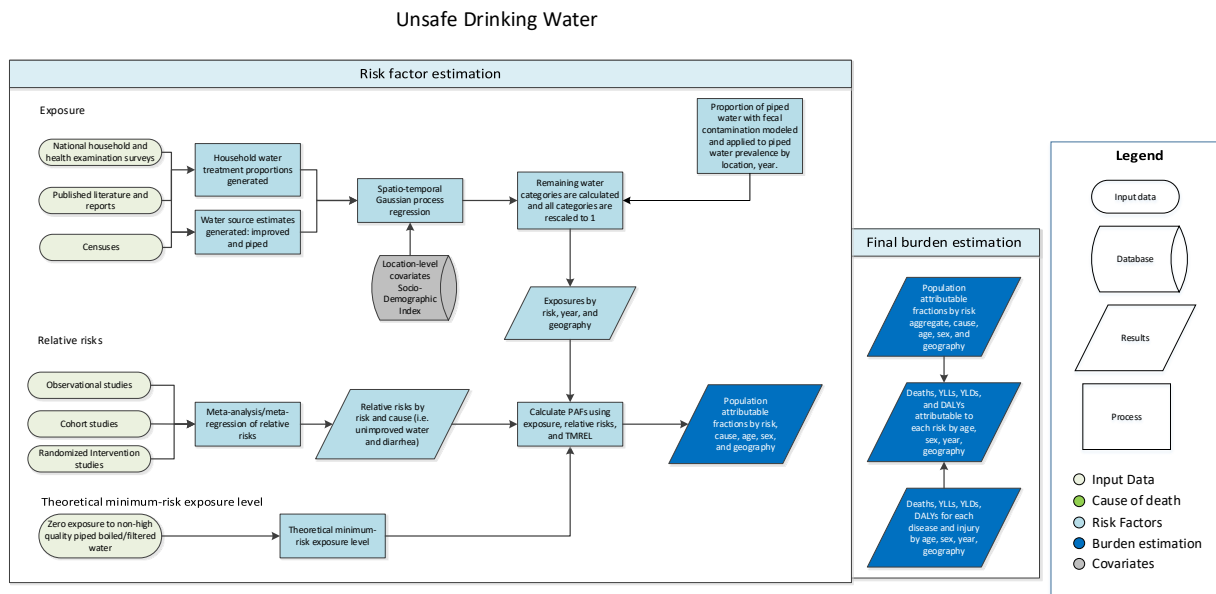 Unsafe Drinking Water
Risk factor estimation
Exposure
National household and
health examination surveys
Published literature and
reports
Censuses
Household water
treatment proportions
generated
Water source estimates
generated: improved and
piped
Spatio-temporal
Gaussian process
regression
Location-level
covariates
Socio-
Demographic
Index
Remaining water
categories are calculated
and all categories are
rescaled to 1
Proportion of piped
water with fecal
contamination modeled
and applied to piped
water prevalence by
location, year.
Exposures by
risk, year, and
geography
Relative risks
Observational studies
Cohort studies
Randomized Intervention
studies
Meta-analysis/meta-
regression of relative
risks
Relative risks by
risk and cause (i.e.
unimproved water
and diarrhea)
Calculate PAFs using
exposure, relative risks,
and TMREL
Population
attributable
fractions by risk,
cause, age, sex,
and geography
Theoretical minimum-risk exposure level
Zero exposure to non-high
quality piped boiled/filtered
water
Theoretical minimum-
risk exposure level
Final burden estimation
Population
attributable
fractions by risk
aggregate, cause,
age, sex, and
geography
Deaths, YLLs, YLDs,
and DALYs
attributable to
each risk by age,
sex, year,
geography
Deaths, YLLs, YLDs,
DALYs for each
disease and injury
by age, sex, year,
geography
Legend
Input data
Database
Results
Process
Input Data
Cause of death
Risk Factors
Burden estimation
Covariates